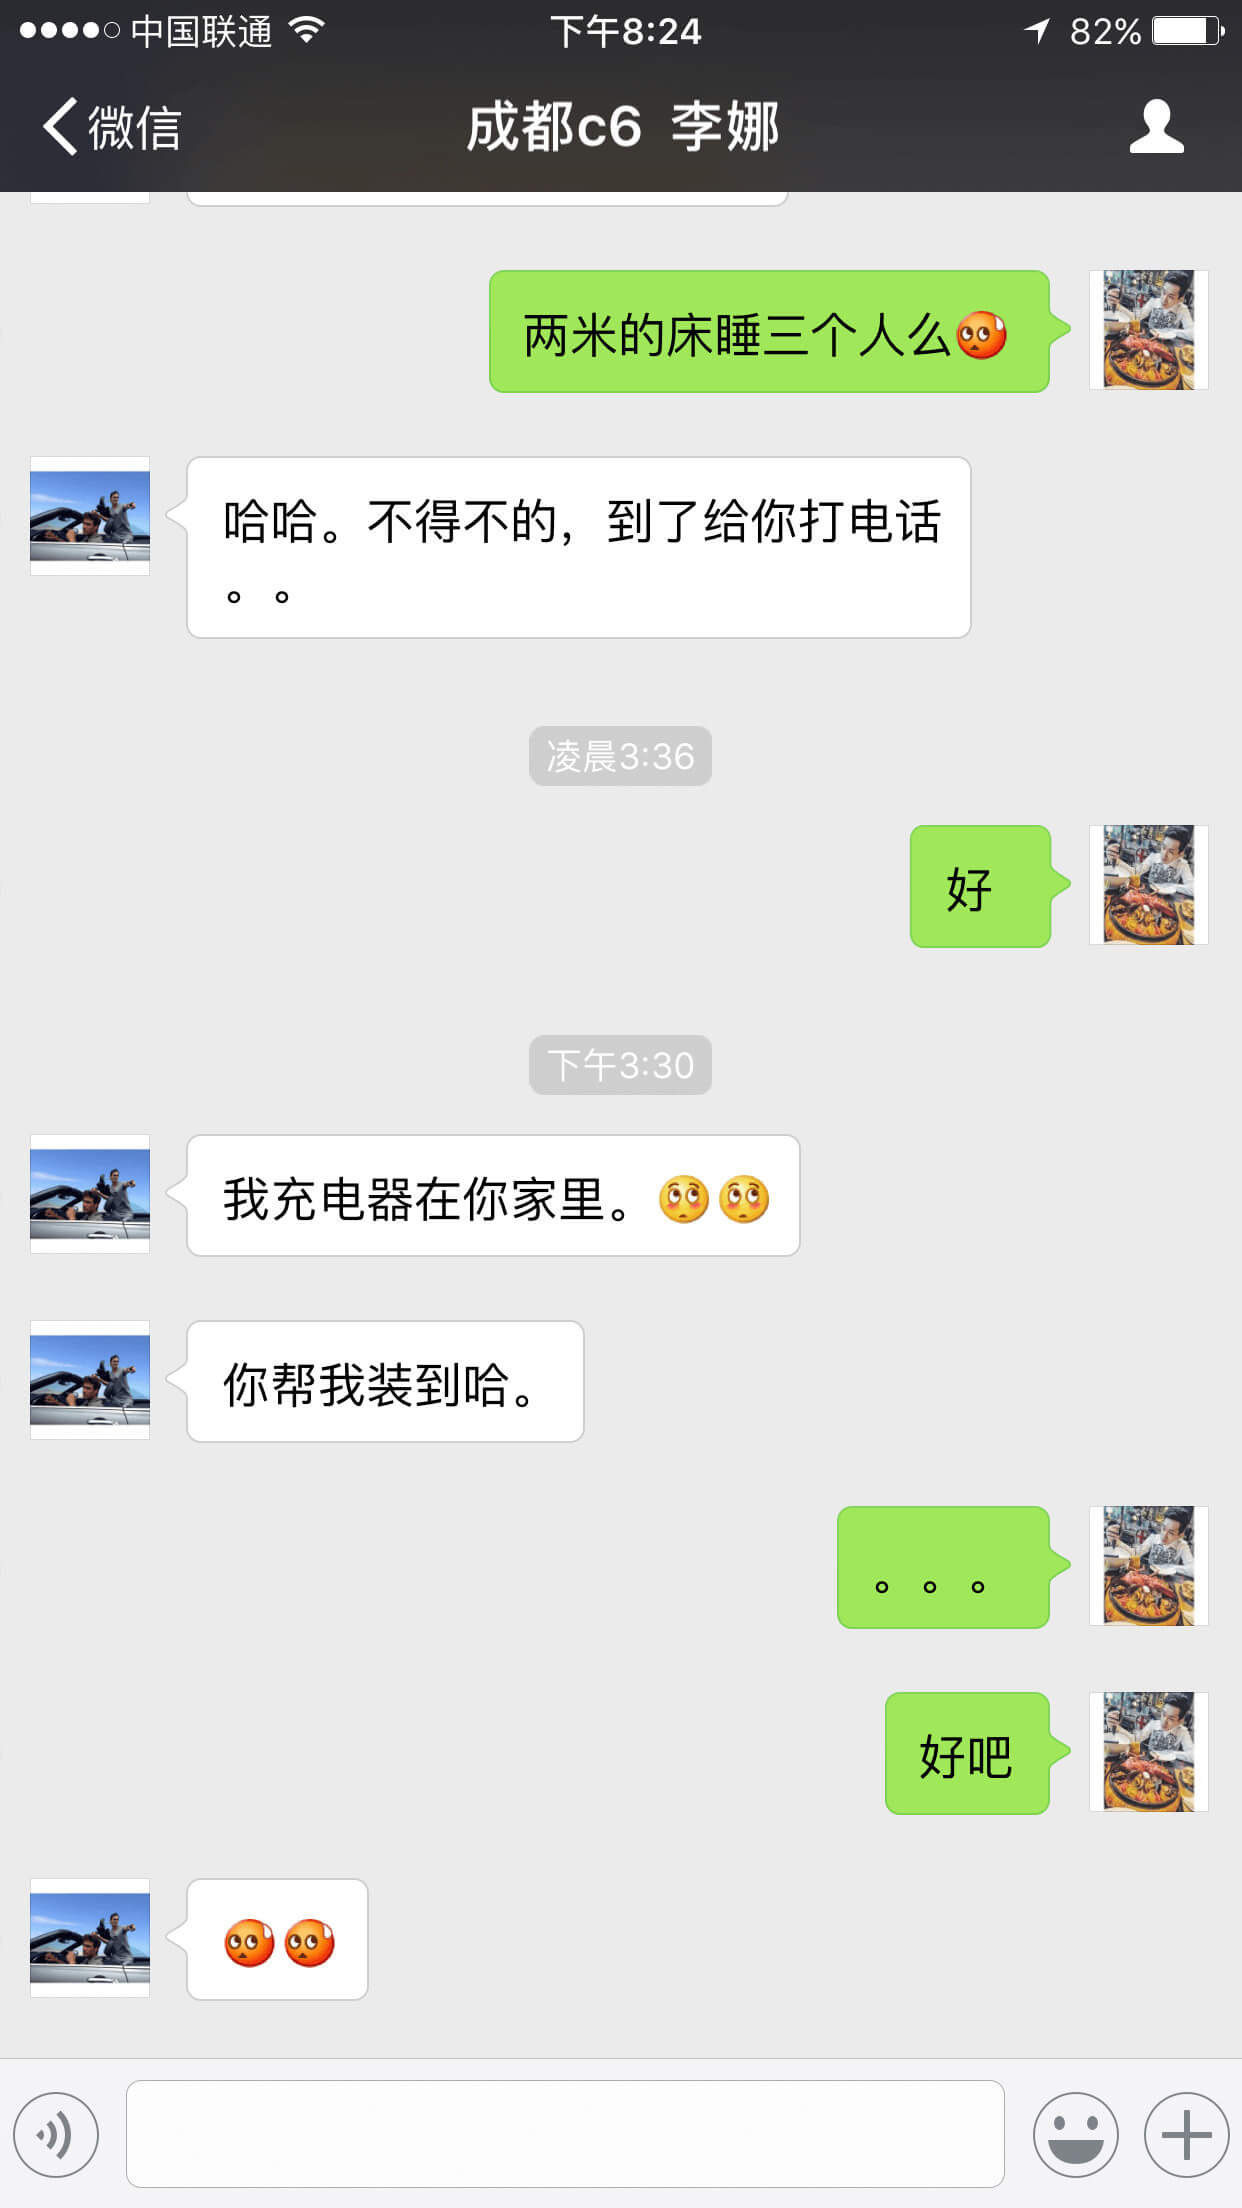 中国联通 下午8:24 82%
微信 成都c6 李娜
两米的床睡三个人么
哈哈。不得不的，到了给你打电话
。。
凌晨3:36
好
下午3:30
我充电器在你家里。
你帮我装到哈。
。。。
好吧